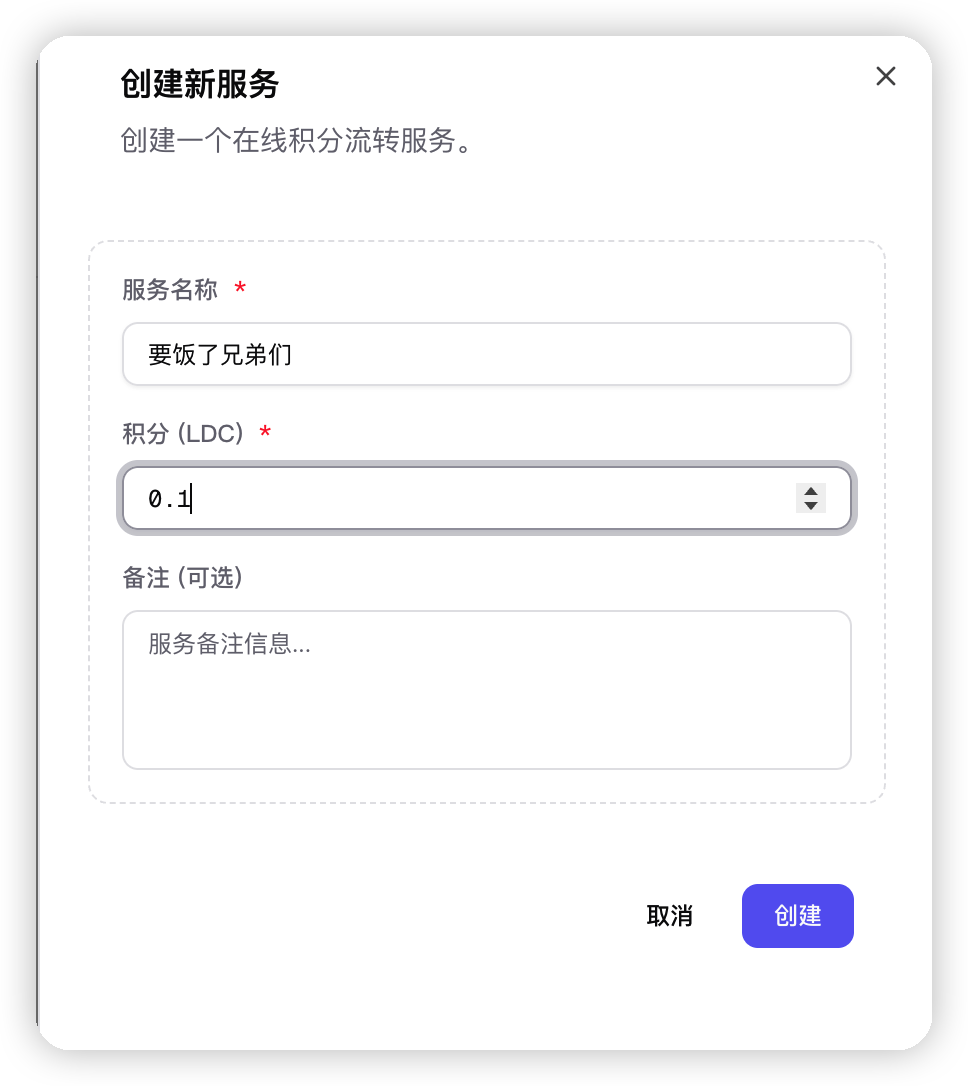 创建新服务
创建一个在线积分流转服务。
服务名称 *
要饭了兄弟们
积分 (LDC) *
0.1
备注 (可选)
服务备注信息...
取消
创建